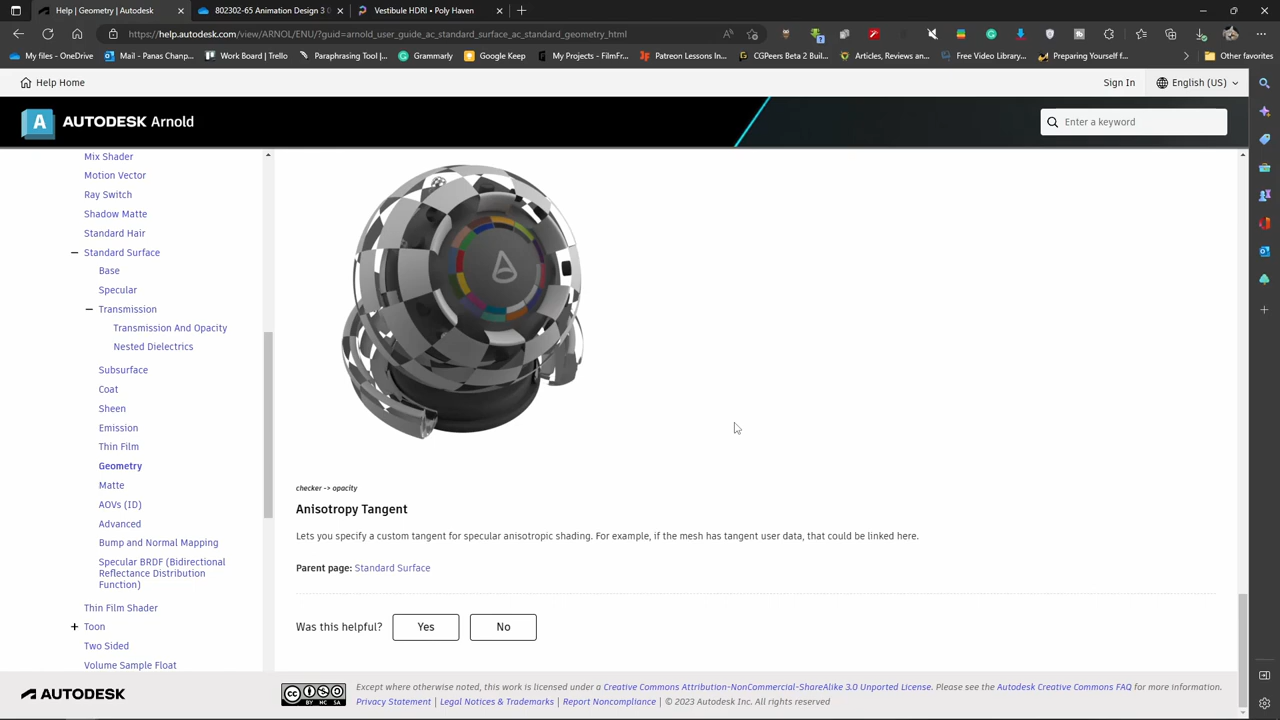 Help | Geometry | Autodesk
802302-65 Animation Design 3
Vestibule HDRI • Poly Haven
https://help.autodesk.com/view/ARNOL/ENU/?guid=arnold_user_guide_ac_standard_surface_ac_standard_geometry_html
My files - OneDrive
Mail - Panas Chanp...
Work Board | Trello
Paraphrasing Tool |...
Grammarly
Google Keep
My Projects - FilmFr...
Patreon Lessons In...
CGPeers Beta 2 Buil...
Articles, Reviews an...
Free Video Library...
Preparing Yourself f...
Other favorites
Help Home
Sign In
English (US)
A AUTODESK Arnold
Enter a keyword
Mix Shader
Motion Vector
Ray Switch
Shadow Matte
Standard Hair
Standard Surface
Base
Specular
Transmission
Transmission And Opacity
Nested Dielectrics
Subsurface
Coat
Sheen
Emission
Thin Film
Geometry
Matte
AOVs (ID)
Advanced
Bump and Normal Mapping
Specular BRDF (Bidirectional
Reflectance Distribution
Function)
Thin Film Shader
Toon
Two Sided
Volume Sample Float
checker -> opacity
Anisotropy Tangent
Lets you specify a custom tangent for specular anisotropic shading. For example, if the mesh has tangent user data, that could be linked here.
Parent page: Standard Surface
Was this helpful? Yes No
AUTODESK
CC BY NC SA
Except where otherwise noted, this work is licensed under a Creative Commons Attribution-NonCommercial-ShareAlike 3.0 Unported License. Please see the Autodesk Creative Commons FAQ for more information.
Privacy Statement | Legal Notices & Trademarks | Report Noncompliance | © 2023 Autodesk Inc. All rights reserved